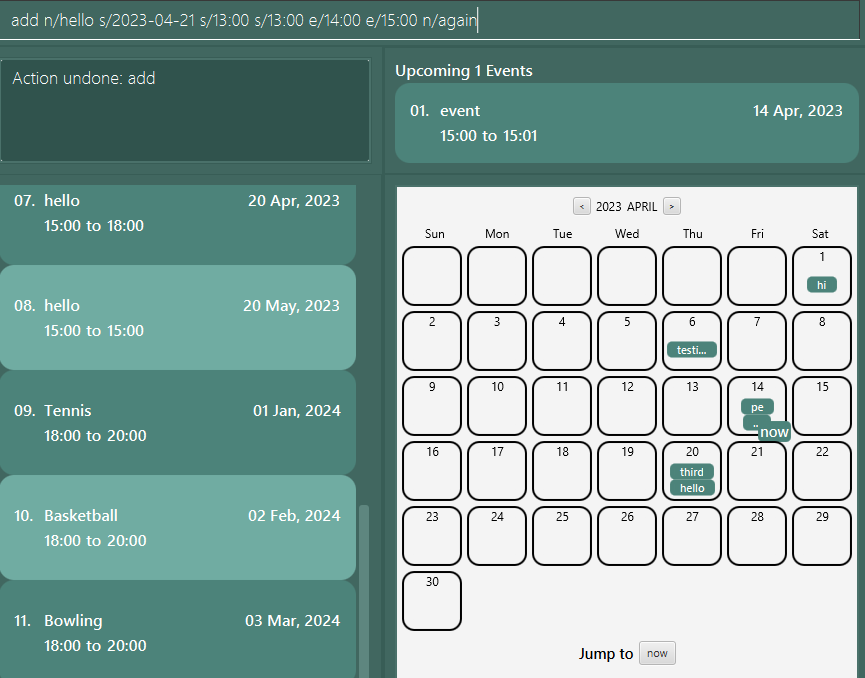 add n/hello s/2023-04-21 s/13:00 s/13:00 e/14:00 e/15:00 n/again
Action undone: add
Upcoming 1 Events
01. event 14 Apr, 2023
15:00 to 15:01
07. hello 20 Apr, 2023
15:00 to 18:00
08. hello 20 May, 2023
15:00 to 15:00
09. Tennis 01 Jan, 2024
18:00 to 20:00
10. Basketball 02 Feb, 2024
18:00 to 20:00
11. Bowling 03 Mar, 2024
18:00 to 20:00
< 2023 APRIL >
Sun Mon Tue Wed Thu Fri Sat
1
hi
2 3 4 5 6 7 8
testi...
9 10 11 12 13 14 15
pe
..
now
16 17 18 19 20 21 22
third
hello
23 24 25 26 27 28 29
30
Jump to now